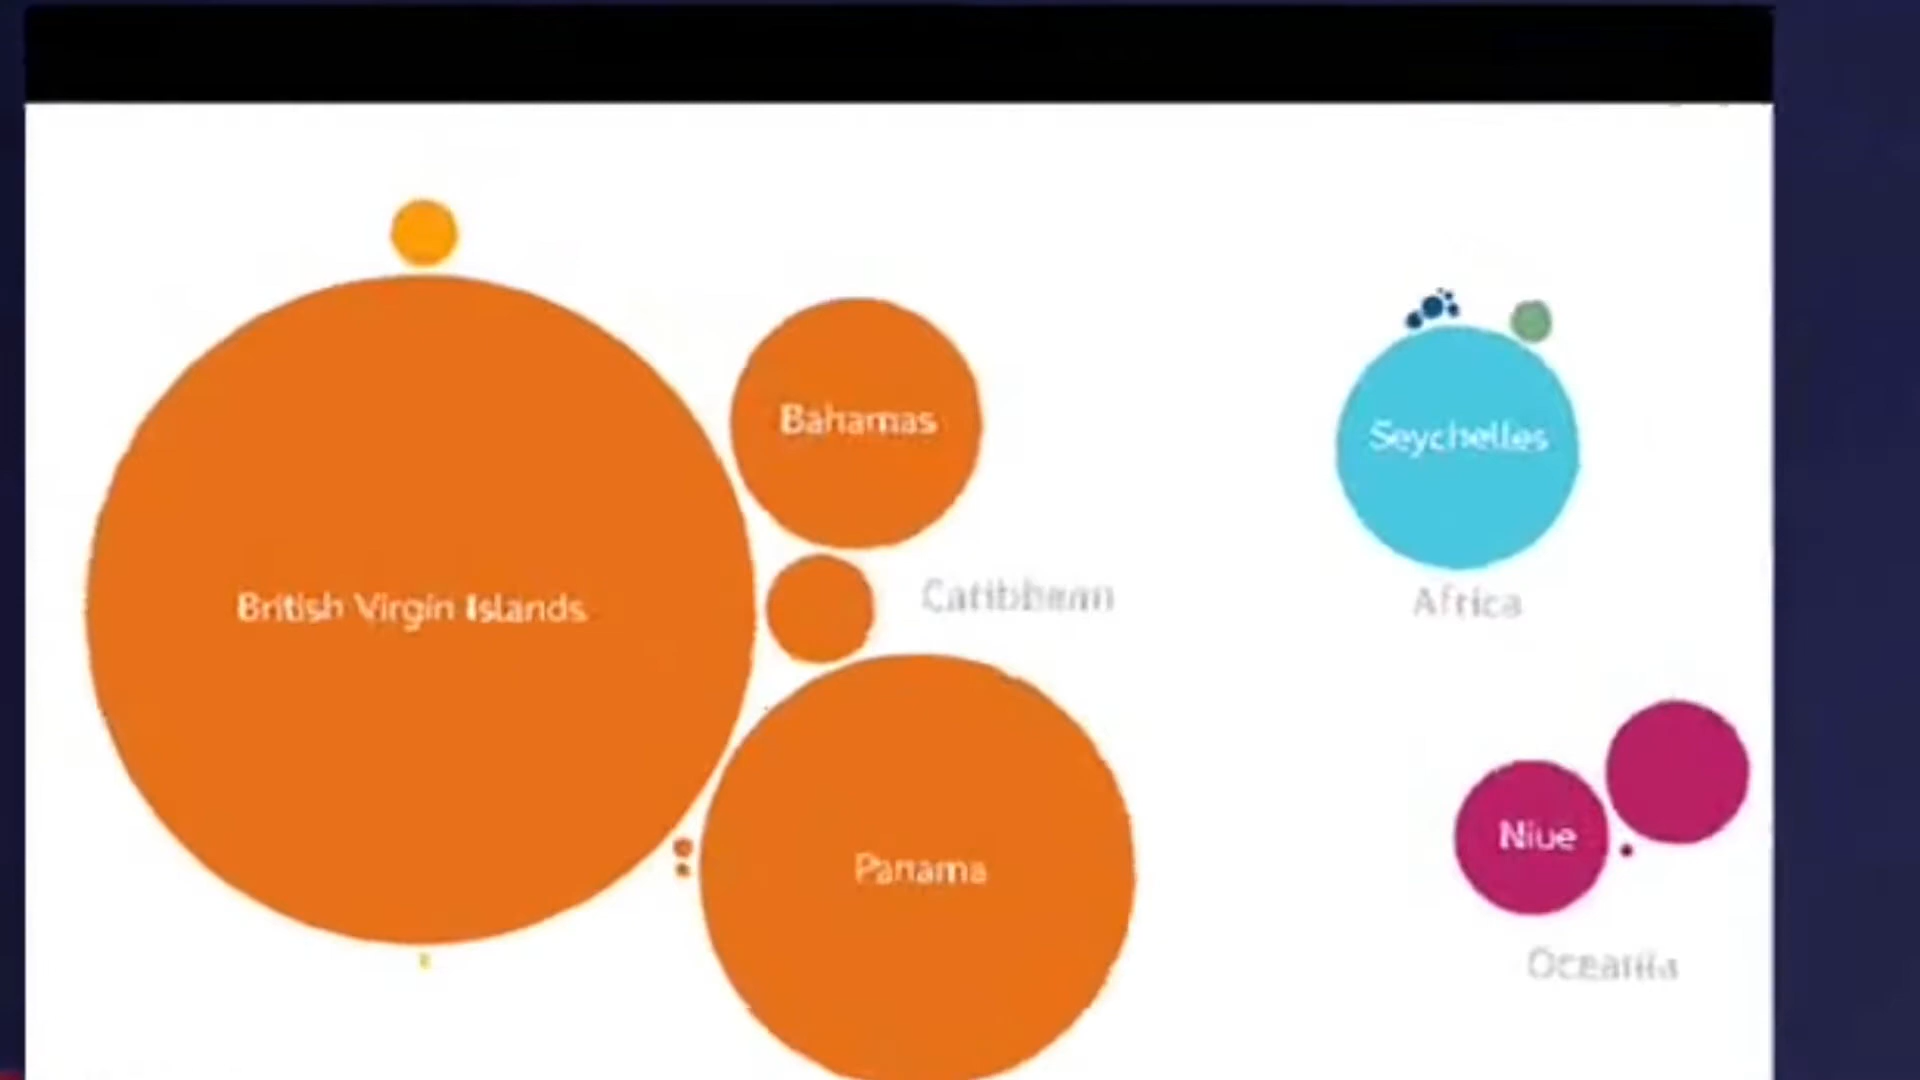 Bahamas
Seychelles
British Virgin Islands
Caribbean
Africa
Panama
Niue
Oceania